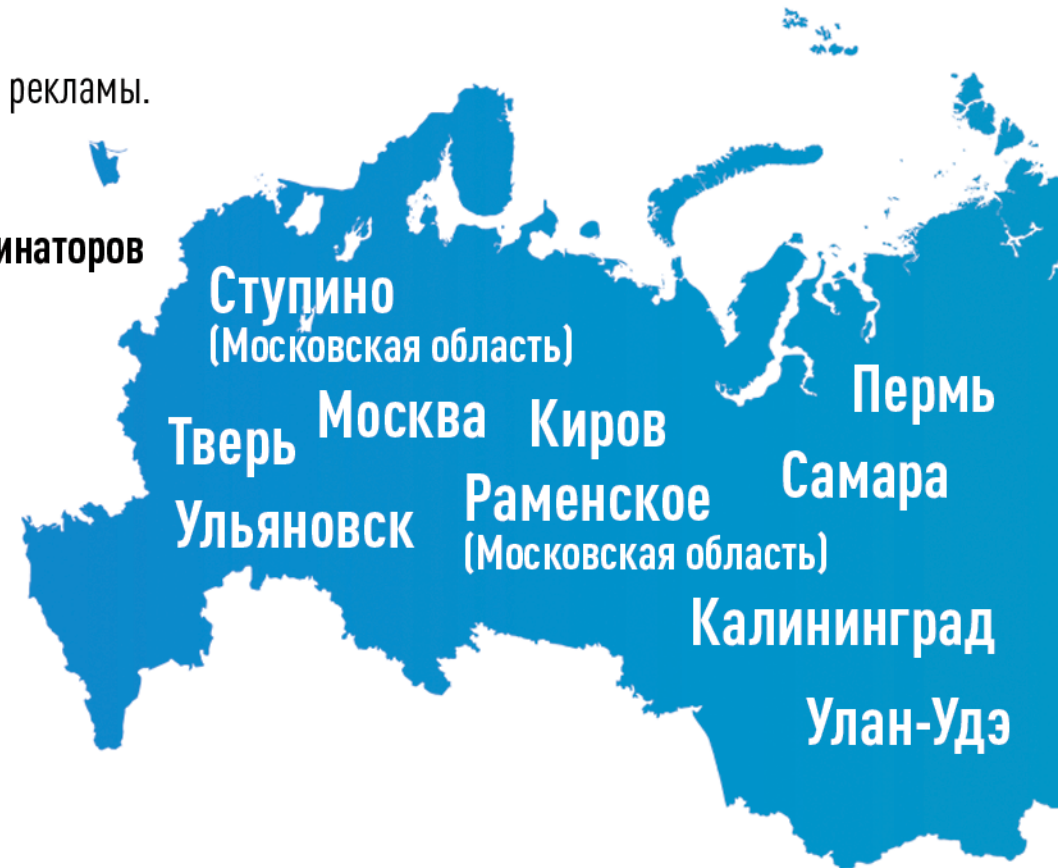 рекламы.
инаторов
Ступино
(Московская область)
Москва
Киров
Пермь
Тверь
Самара
Раменское
(Московская область)
Ульяновск
Калининград
Улан-Удэ